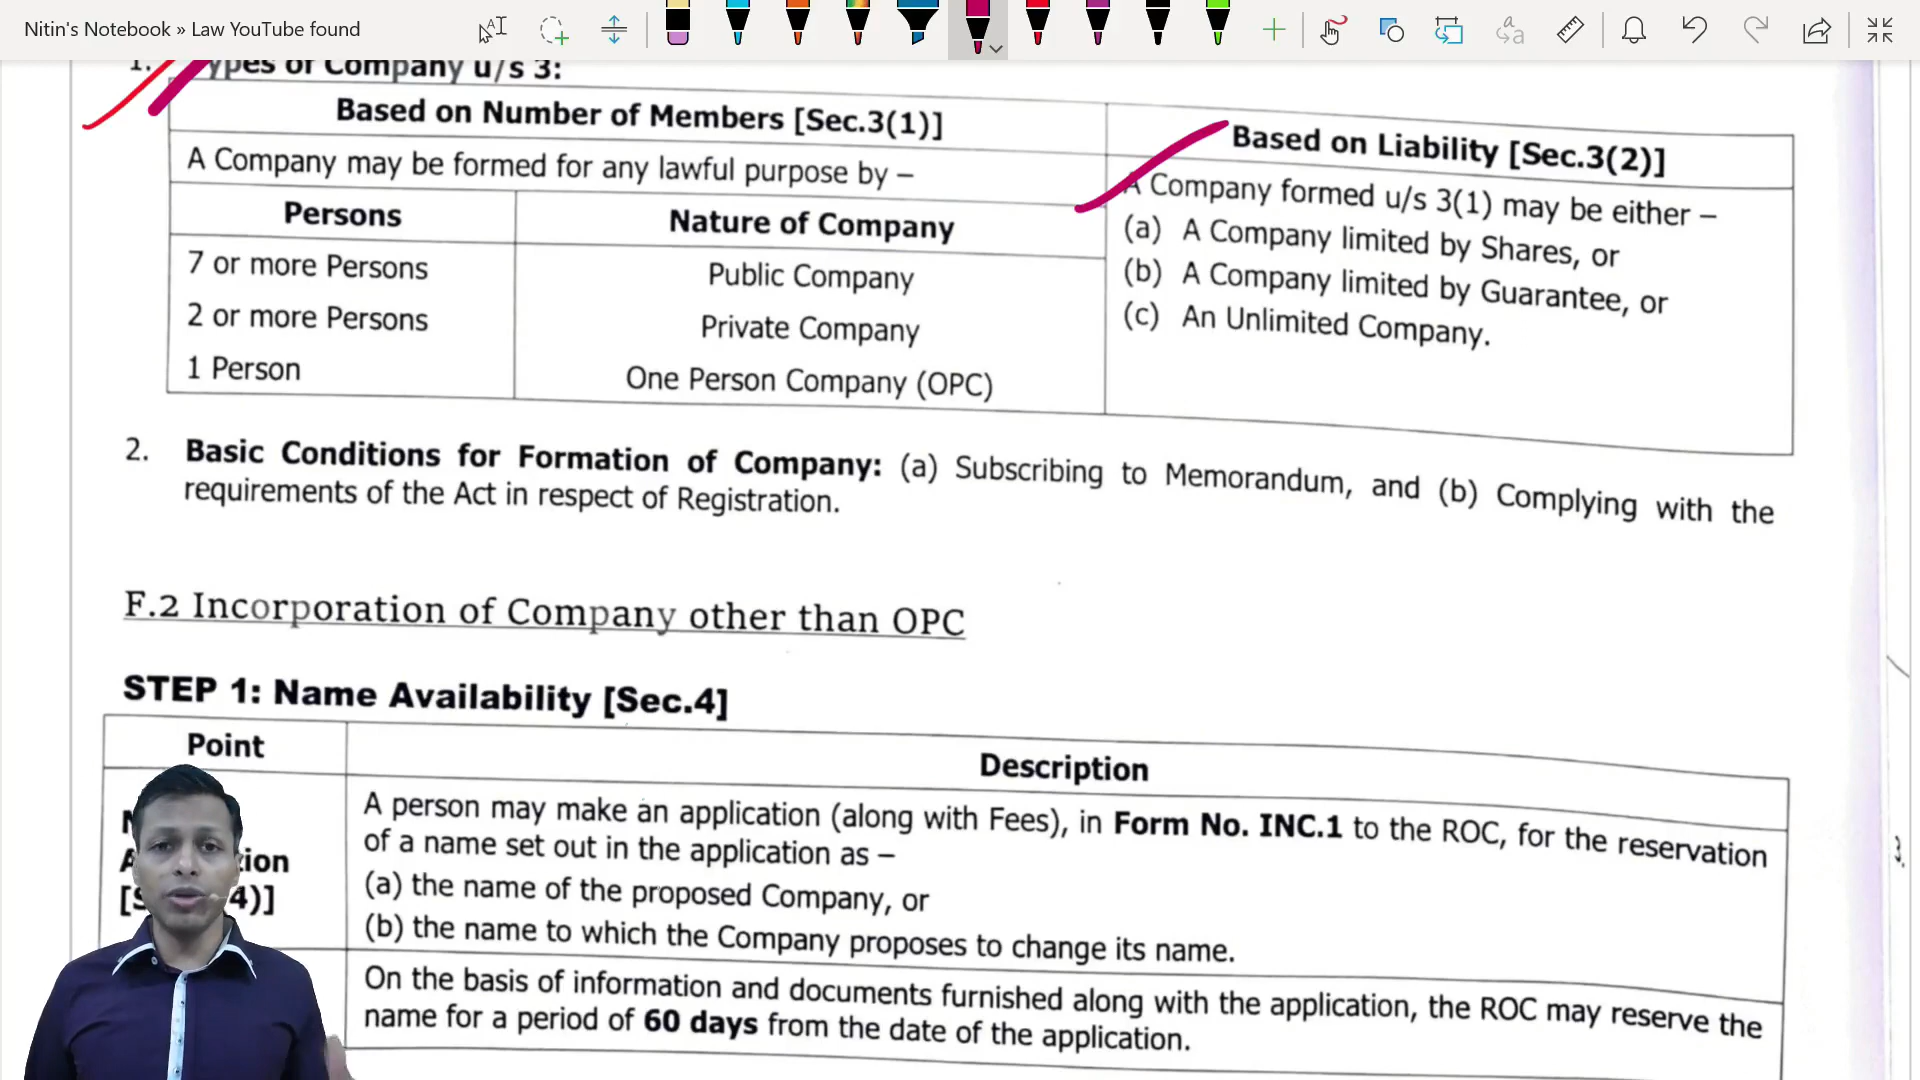 Nitin's Notebook » Law YouTube found
1. Types of Company u/s 3:
Based on Number of Members [Sec.3(1)]
A Company may be formed for any lawful purpose by –
Persons
Nature of Company
7 or more Persons
Public Company
2 or more Persons
Private Company
1 Person
One Person Company (OPC)
Based on Liability [Sec.3(2)]
A Company formed u/s 3(1) may be either –
(a) A Company limited by Shares, or
(b) A Company limited by Guarantee, or
(c) An Unlimited Company.
2. Basic Conditions for Formation of Company: (a) Subscribing to Memorandum, and (b) Complying with the
requirements of the Act in respect of Registration.
F.2 Incorporation of Company other than OPC
STEP 1: Name Availability [Sec.4]
Point
Description
4)]
A person may make an application (along with Fees), in Form No. INC.1 to the ROC, for the reservation
of a name set out in the application as –
(a) the name of the proposed Company, or
(b) the name to which the Company proposes to change its name.
On the basis of information and documents furnished along with the application, the ROC may reserve the
name for a period of 60 days from the date of the application.